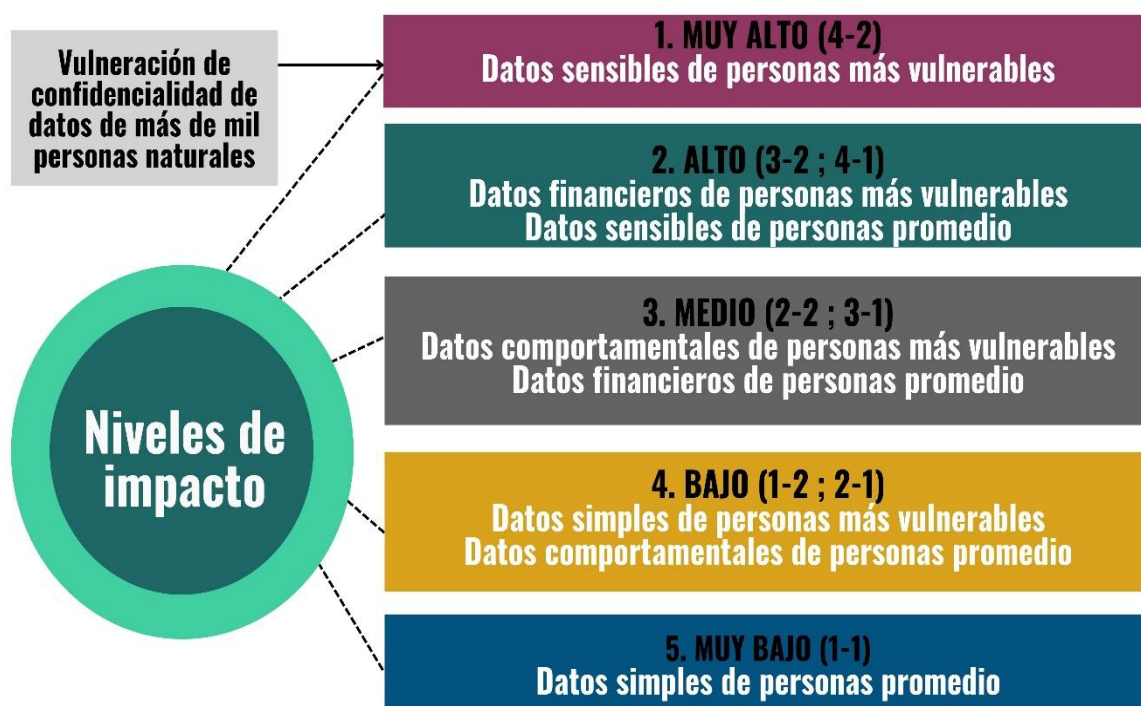 Vulneración de
confidencialidad de
datos de más de mil
personas naturales
Niveles de
impacto
1. MUY ALTO (4-2)
Datos sensibles de personas más vulnerables
2. ALTO (3-2 ; 4-1)
Datos financieros de personas más vulnerables
Datos sensibles de personas promedio
3. MEDIO (2-2 ; 3-1)
Datos comportamentales de personas más vulnerables
Datos financieros de personas promedio
4. BAJO (1-2 ; 2-1)
Datos simples de personas más vulnerables
Datos comportamentales de personas promedio
5. MUY BAJO (1-1)
Datos simples de personas promedio